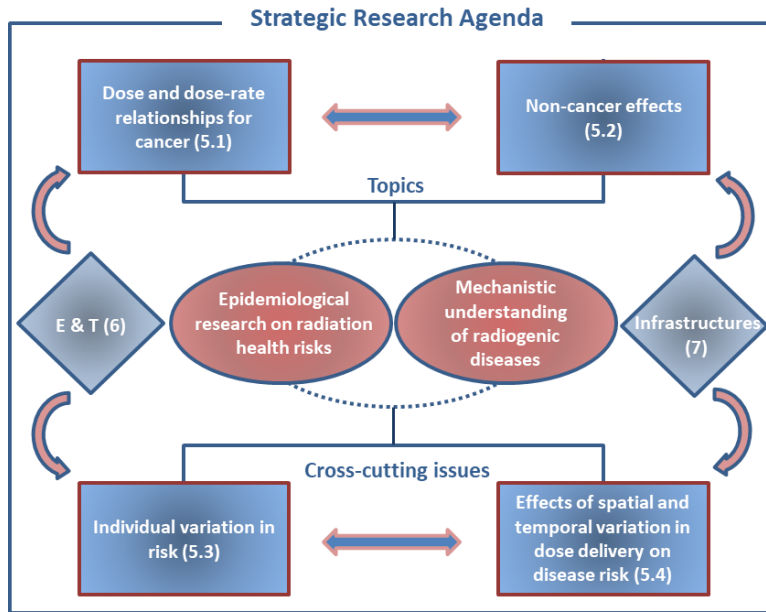 Strategic Research Agenda
Dose and dose-rate
relationships for
cancer (5.1)
Non-cancer effects
(5.2)
Topics
E & T (6)
Epidemiological
research on radiation
health risks
Mechanistic
understanding
of radiogenic
diseases
Infrastructures
(7)
Cross-cutting issues
Individual variation in
risk (5.3)
Effects of spatial and
temporal variation in
dose delivery on
disease risk (5.4)